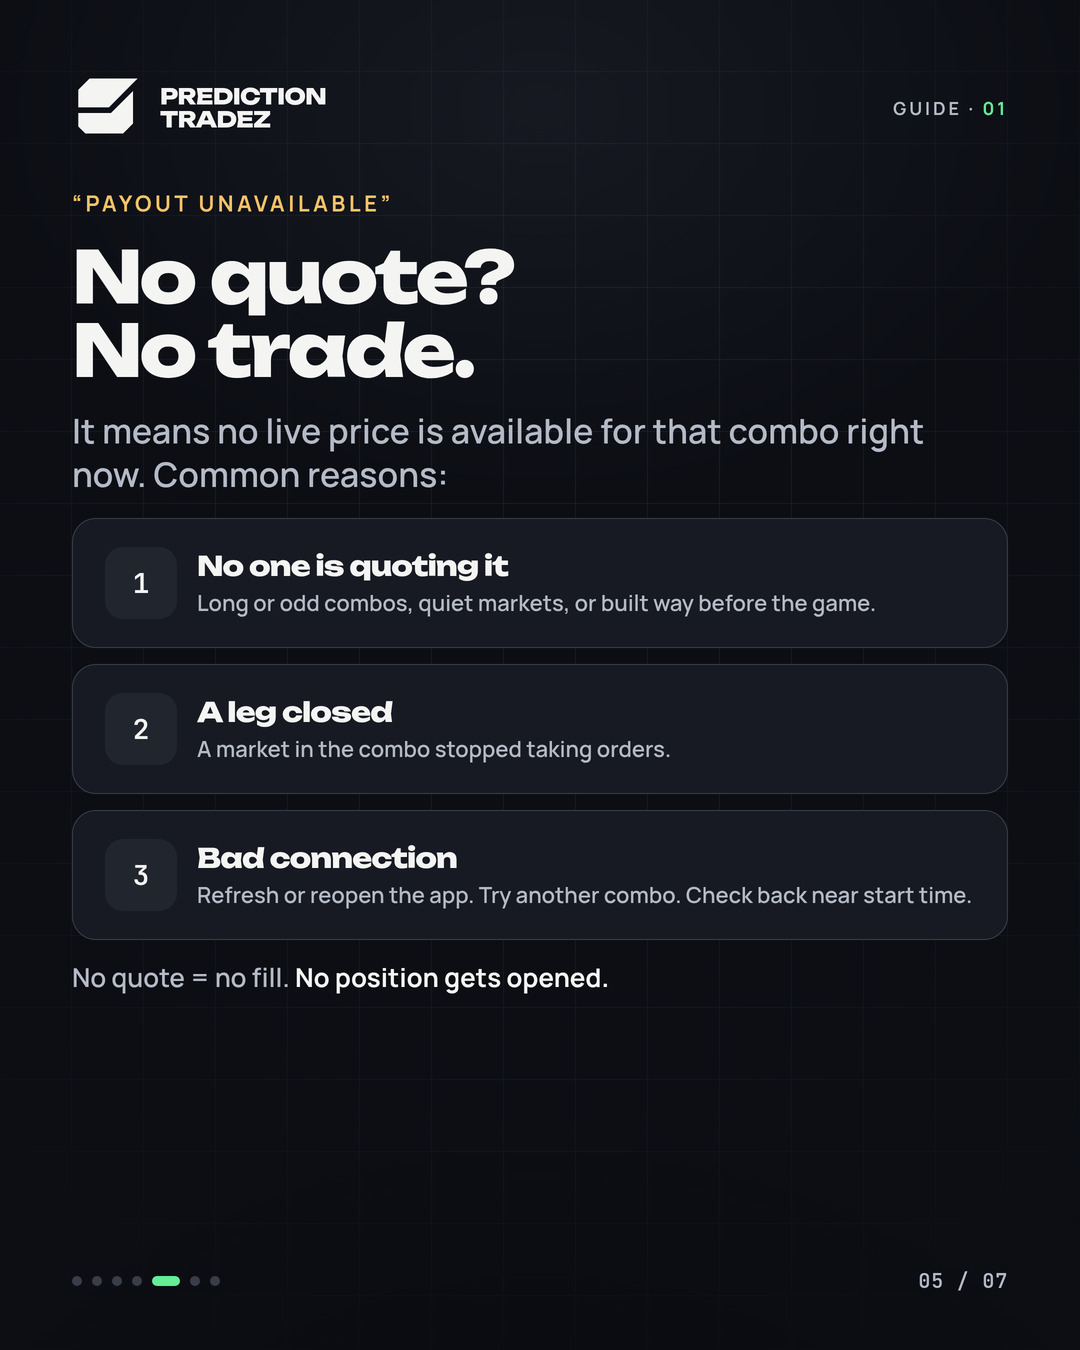 PREDICTION
TRADEZ
GUIDE · 01
“PAYOUT UNAVAILABLE”
No quote?
No trade.
It means no live price is available for that combo right
now. Common reasons:
1
No one is quoting it
Long or odd combos, quiet markets, or built way before the game.
2
A leg closed
A market in the combo stopped taking orders.
3
Bad connection
Refresh or reopen the app. Try another combo. Check back near start time.
No quote = no fill. No position gets opened.
05 / 07